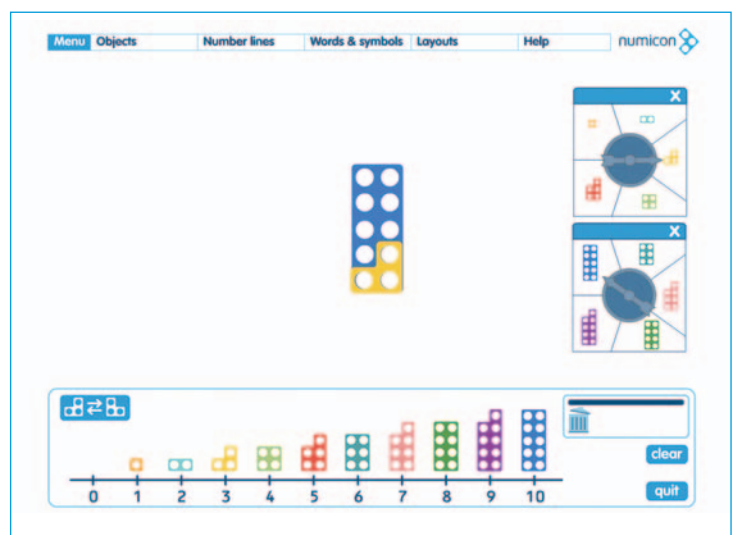 Menu Objects Number lines Words & symbols Layouts Help numicon
X
X
clear
0 1 2 3 4 5 6 7 8 9 10
quit